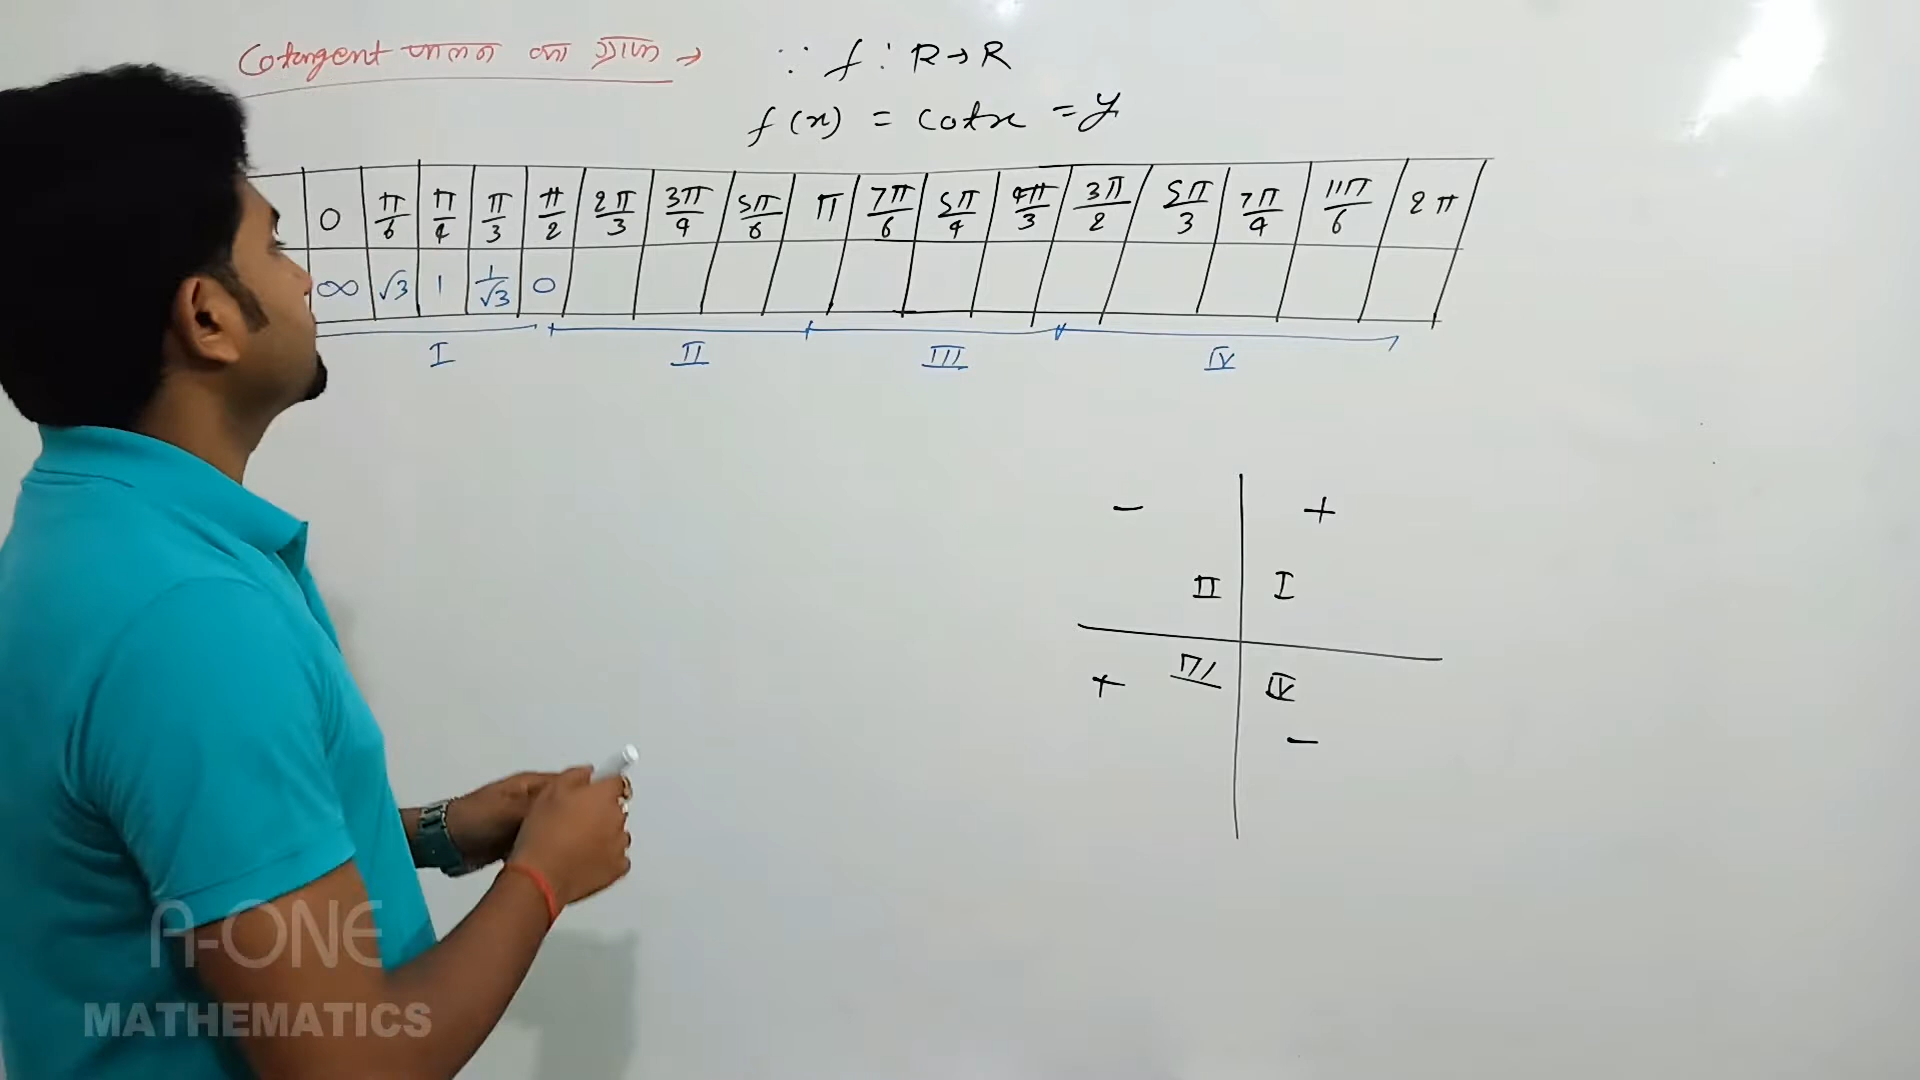 Cotangent फलन का ग्राफ →
∵ f : R→R
f(x) = cotx = y
0 π/6 π/4 π/3 π/2 2π/3 3π/4 5π/6 π 7π/6 5π/4 4π/3 3π/2 5π/3 7π/4 11π/6 2π
∞ √3 1 1/√3 0
I II III IV
- +
II I
+ III IV
-
A-ONE
MATHEMATICS